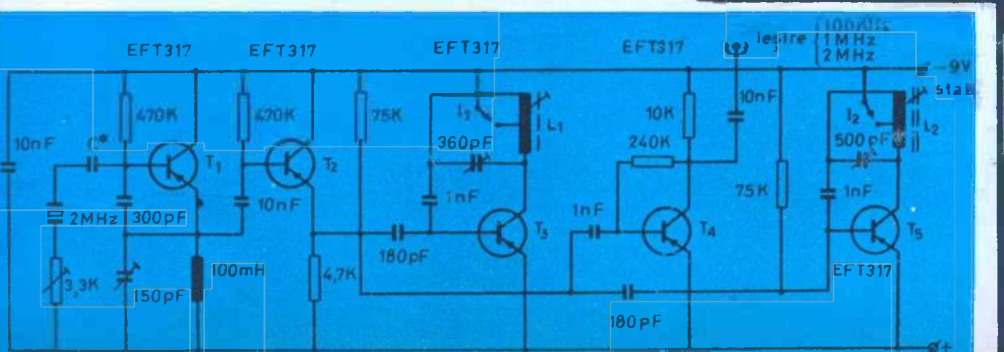 EFT317
EFT317
EFT317
EFT317
Iesire
1MHz
2MHz
-9V
stab
10nF
C*
470K
470K
75K
I1
L1
360pF
10K
240K
10nF
I2
L2
500pF
T1
T2
1nF
1nF
75K
1nF
2MHz
300pF
10nF
180pF
T3
T4
T5
3,3K
150pF
100mH
4,7K
180pF
EFT317
+